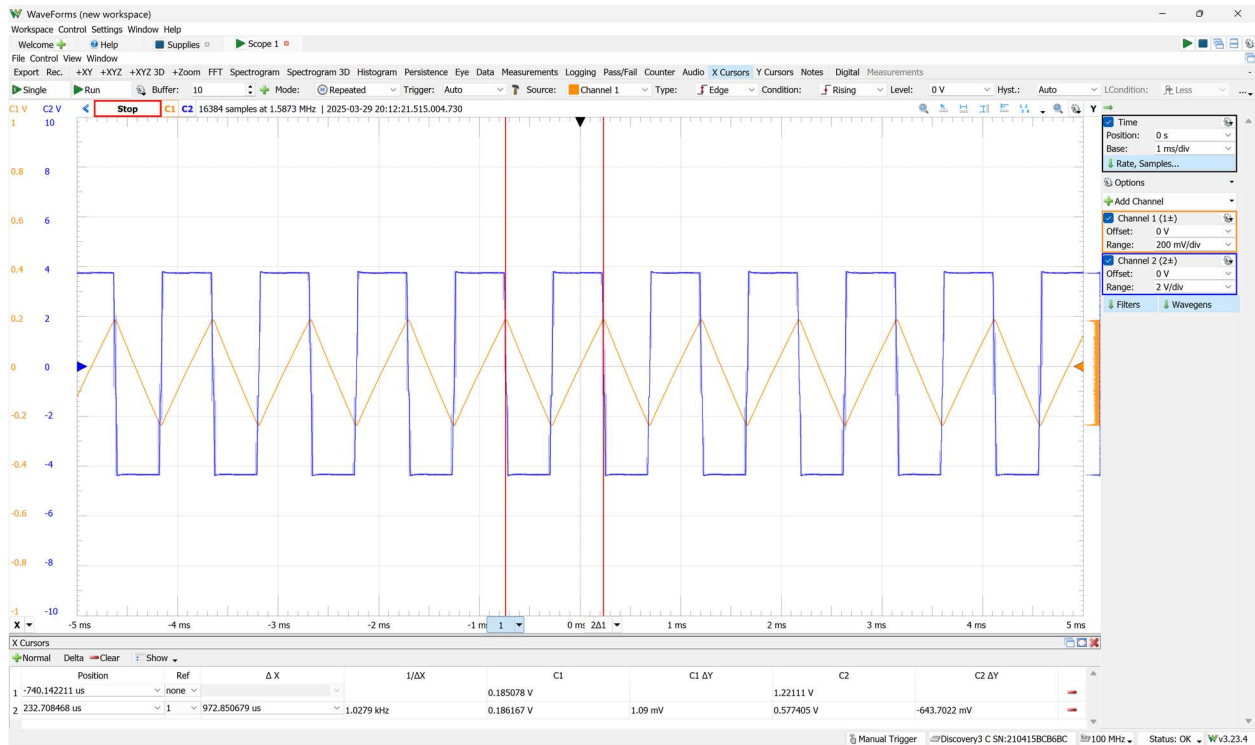 WaveForms (new workspace)
Workspace Control Settings Window Help
Welcome Help Supplies Scope 1
File Control View Window
Export Rec. +XY +XYZ +XYZ 3D +Zoom FFT Spectrogram Spectrogram 3D Histogram Persistence Eye Data Measurements Logging Pass/Fail Counter Audio X Cursors Y Cursors Notes Digital Measurements
Single Run Buffer: 10 Mode: Repeated Trigger: Auto Source: Channel 1 Type: Edge Condition: Rising Level: 0 V Hyst.: Auto LCondition: Less ...
C1 V C2 V Stop C1 C2 16384 samples at 1.5873 MHz | 2025-03-29 20:12:21.515.004.730 Y
1 10
0.8 8
0.6 6
0.4 4
0.2 2
0 0
-0.2 -2
-0.4 -4
-0.6 -6
-0.8 -8
-1 -10
X -5 ms -4 ms -3 ms -2 ms -1 ms 1 0 ms 2Δ1 1 ms 2 ms 3 ms 4 ms 5 ms
Time
Position: 0 s
Base: 1 ms/div
Rate, Samples...
Options
Add Channel
Channel 1 (1±)
Offset: 0 V
Range: 200 mV/div
Channel 2 (2±)
Offset: 0 V
Range: 2 V/div
Filters Wavegens
X Cursors
Normal Delta Clear Show
Position Ref Δ X 1/ΔX C1 C1 ΔY C2 C2 ΔY
1 -740.142211 us none 0.185078 V 1.22111 V
2 232.708468 us 1 972.850679 us 1.0279 kHz 0.186167 V 1.09 mV 0.577405 V -643.7022 mV
Manual Trigger Discovery3 C SN:210415BCB6BC 100 MHz Status: OK v3.23.4